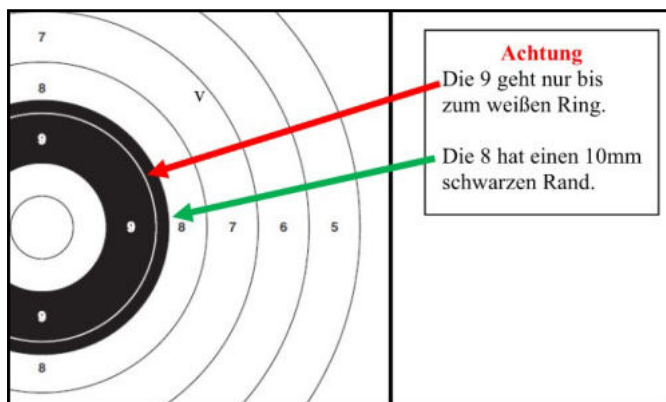 7
8
v
9
9 8 7 6 5
9
8
Achtung
Die 9 geht nur bis
zum weißen Ring.
Die 8 hat einen 10mm
schwarzen Rand.